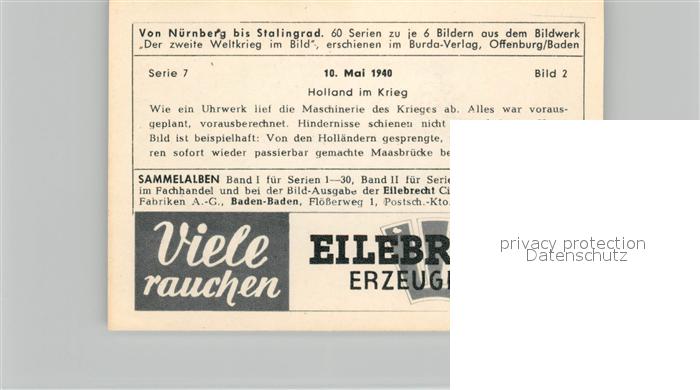 Von Nürnberg bis Stalingrad. 60 Serien zu je 6 Bildern aus dem Bildwerk
„Der zweite Weltkrieg im Bild“, erschienen im Burda-Verlag, Offenburg/Baden
Serie 7 10. Mai 1940 Bild 2
Holland im Krieg
Wie ein Uhrwerk lief die Maschinerie des Krieges ab. Alles war voraus-
geplant, vorausberechnet. Hindernisse schienen nicht
Bild ist beispielhaft: Von den Holländern gesprengte,
ren sofort wieder passierbar gemachte Maasbrücke be
SAMMELALBEN Band I für Serien 1—30, Band II für Serie
im Fachhandel und bei der Bild-Ausgabe der Eilebrecht Ci
Fabriken A.-G., Baden-Baden, Flößerweg 1, Postsch.-Kto.
Viele
rauchen
EILEBR
ERZEUG
privacy protection
Datenschutz